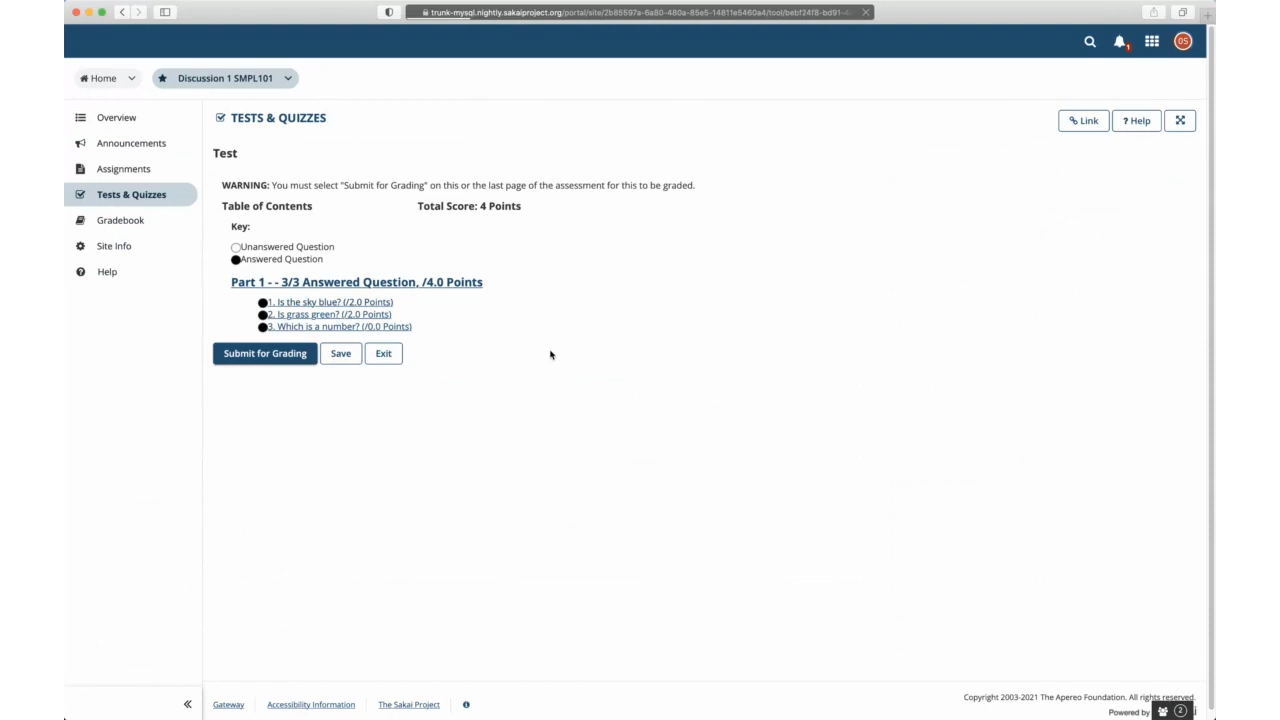 trunk-mysql.nightly.sakaiproject.org/portal/site/2b85597a-6a80-480a-85e5-14811e5460a4/tool/bebf24f8-bd91-4
1
DS
Home
Discussion 1 SMPL101
Overview
Announcements
Assignments
Tests & Quizzes
Gradebook
Site Info
Help
TESTS & QUIZZES
Link
? Help
Test
WARNING: You must select "Submit for Grading" on this or the last page of the assessment for this to be graded.
Table of Contents
Total Score: 4 Points
Key:
Unanswered Question
Answered Question
Part 1 - - 3/3 Answered Question, /4.0 Points
1. Is the sky blue? (/2.0 Points)
2. Is grass green? (/2.0 Points)
3. Which is a number? (/0.0 Points)
Submit for Grading
Save
Exit
Gateway
Accessibility Information
The Sakai Project
Copyright 2003-2021 The Apereo Foundation. All rights reserved.
Powered by
2